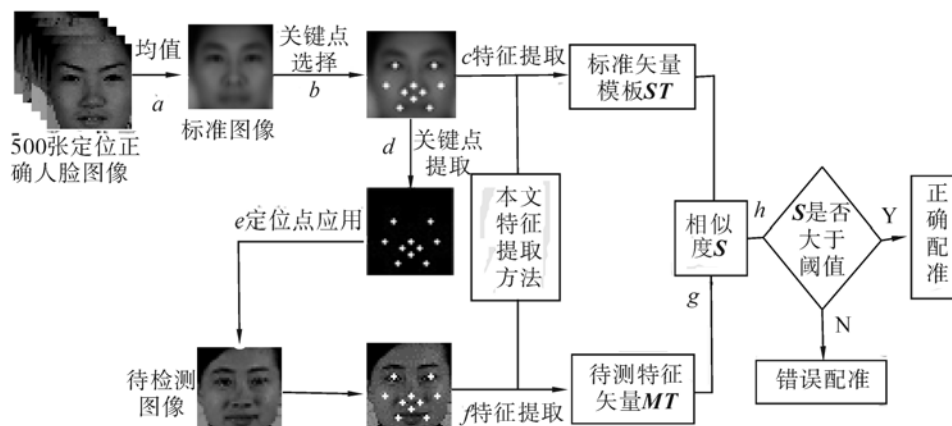 均值
a
关键点
选择
b
c特征提取
标准矢量
模板ST
标准图像
500张定位正
确人脸图像
d
关键点
提取
e定位点应用
本文
特征
提取
方法
相似
度S
h
S是否
大于
阈值
Y
正
确
配
准
g
N
待检测
图像
f特征提取
待测特征
矢量MT
错误配准